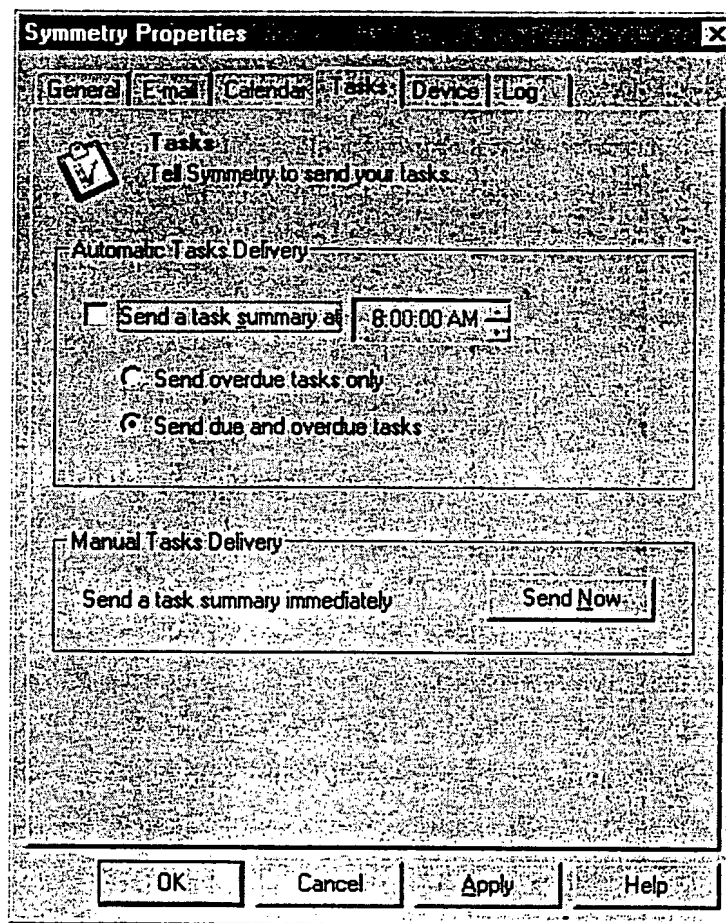 Symmetry Properties
General E-mail Calendar Tasks Device Log
Tasks
Tell Symmetry to send your tasks.
Automatic Tasks Delivery
Send a task summary at 8:00:00 AM
Send overdue tasks only
Send due and overdue tasks
Manual Tasks Delivery
Send a task summary immediately Send Now
OK Cancel Apply Help